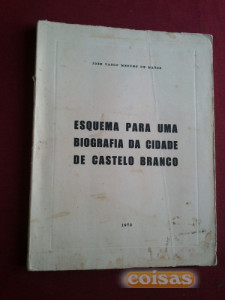 ESQUEMA PARA UMA
BIOGRAFIA DA CIDADE
DE CASTELO BRANCO
coisas